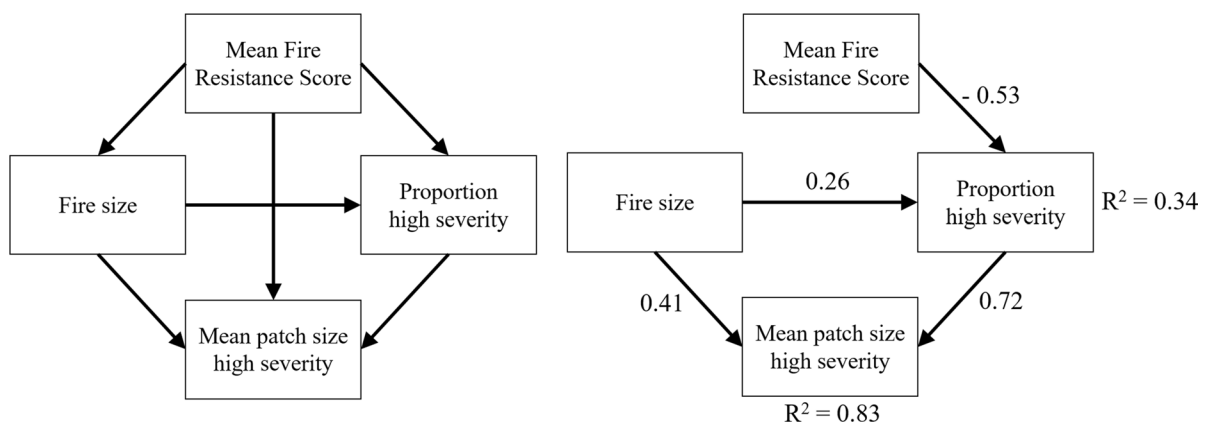 Mean Fire
Resistance Score
Fire size
Proportion
high severity
Mean patch size
high severity
Mean Fire
Resistance Score
- 0.53
Fire size
0.26
Proportion
high severity
R² = 0.34
0.41
0.72
Mean patch size
high severity
R² = 0.83